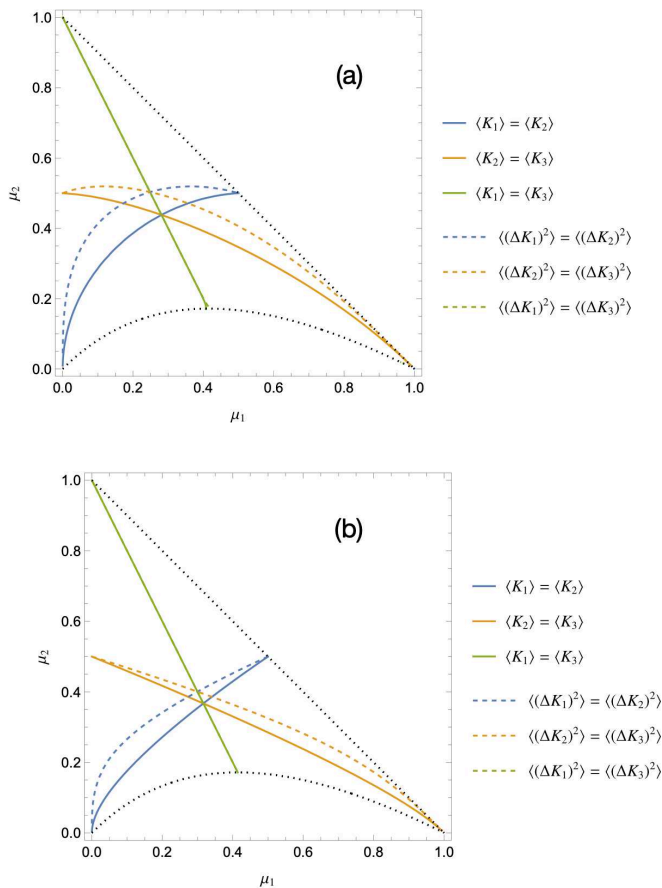 (a)
1.0
0.8
0.6
0.4
0.2
0.0
μ₂
0.0 0.2 0.4 0.6 0.8 1.0
μ₁
⟨K₁⟩ = ⟨K₂⟩
⟨K₂⟩ = ⟨K₃⟩
⟨K₁⟩ = ⟨K₃⟩
⟨(ΔK₁)²⟩ = ⟨(ΔK₂)²⟩
⟨(ΔK₂)²⟩ = ⟨(ΔK₃)²⟩
⟨(ΔK₁)²⟩ = ⟨(ΔK₃)²⟩
(b)
1.0
0.8
0.6
0.4
0.2
0.0
μ₂
0.0 0.2 0.4 0.6 0.8 1.0
μ₁
⟨K₁⟩ = ⟨K₂⟩
⟨K₂⟩ = ⟨K₃⟩
⟨K₁⟩ = ⟨K₃⟩
⟨(ΔK₁)²⟩ = ⟨(ΔK₂)²⟩
⟨(ΔK₂)²⟩ = ⟨(ΔK₃)²⟩
⟨(ΔK₁)²⟩ = ⟨(ΔK₃)²⟩